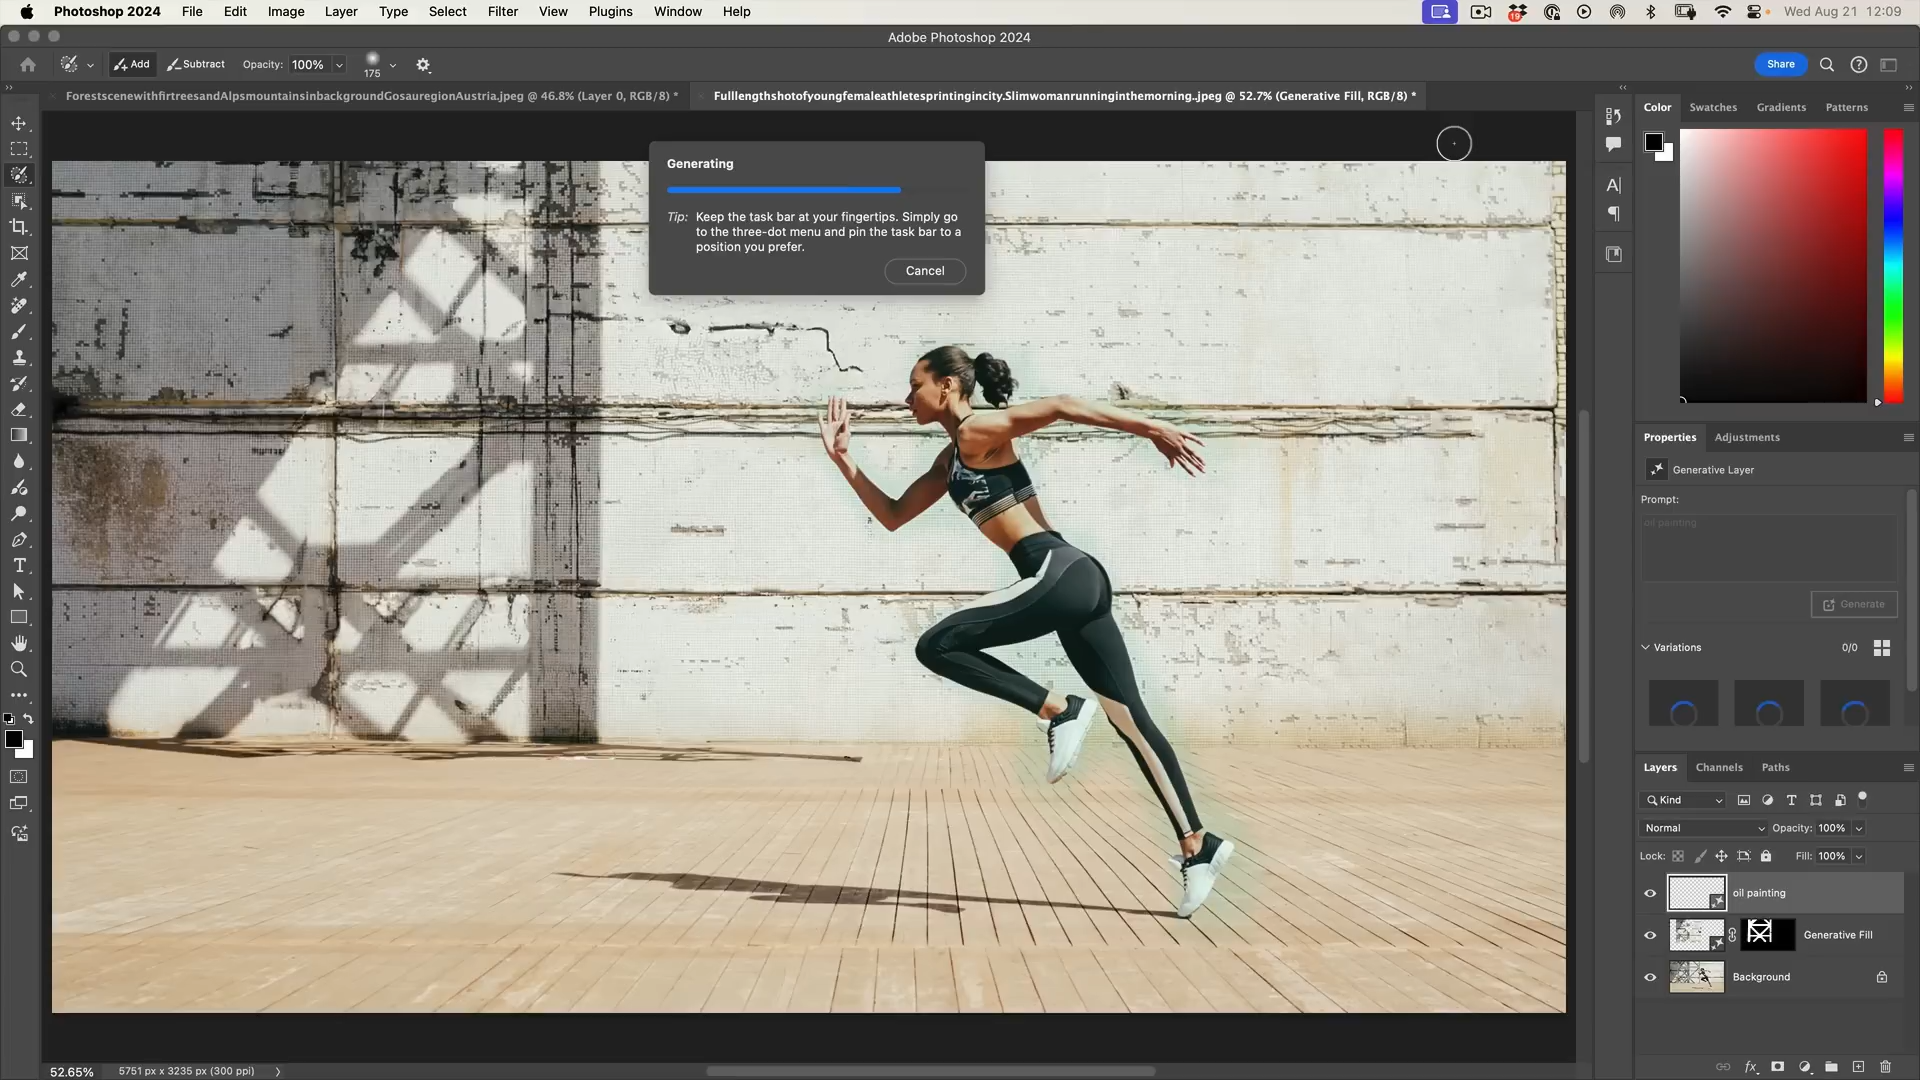 Photoshop 2024 File Edit Image Layer Type Select Filter View Plugins Window Help 19 Wed Aug 21 12:09
Adobe Photoshop 2024
Add Subtract Opacity: 100% 175 Share
ForestscenewithfirtreesandAlpsmountainsinbackgroundGosauregionAustria.jpeg @ 46.8% (Layer 0, RGB/8) *
Fulllengthshotofyoungfemaleathletesprintingincity.Slimwomanrunninginthemorning..jpeg @ 52.7% (Generative Fill, RGB/8) *
Generating
Tip: Keep the task bar at your fingertips. Simply go
to the three-dot menu and pin the task bar to a
position you prefer.
Cancel
Color Swatches Gradients Patterns
Properties Adjustments
Generative Layer
Prompt:
oil painting
Generate
Variations 0/0
Layers Channels Paths
Kind
Normal Opacity: 100%
Lock: Fill: 100%
oil painting
Generative Fill
Background
52.65% 5751 px x 3235 px (300 ppi)